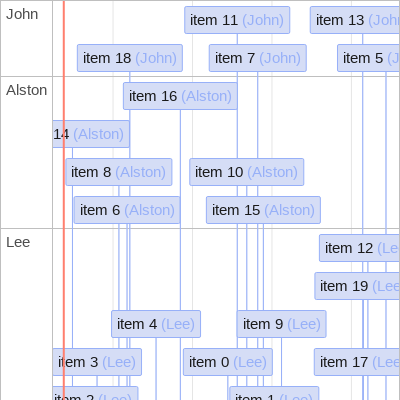 John
item 11 (John)
item 13 (John
item 18 (John)
item 7 (John)
item 5 (J
Alston
item 16 (Alston)
14 (Alston)
item 8 (Alston)
item 10 (Alston)
item 6 (Alston)
item 15 (Alston)
Lee
item 12 (Le
item 19 (Lee
item 4 (Lee)
item 9 (Lee)
item 3 (Lee)
item 0 (Lee)
item 17 (Lee
item 2 (Lee)
item 1 (Lee)